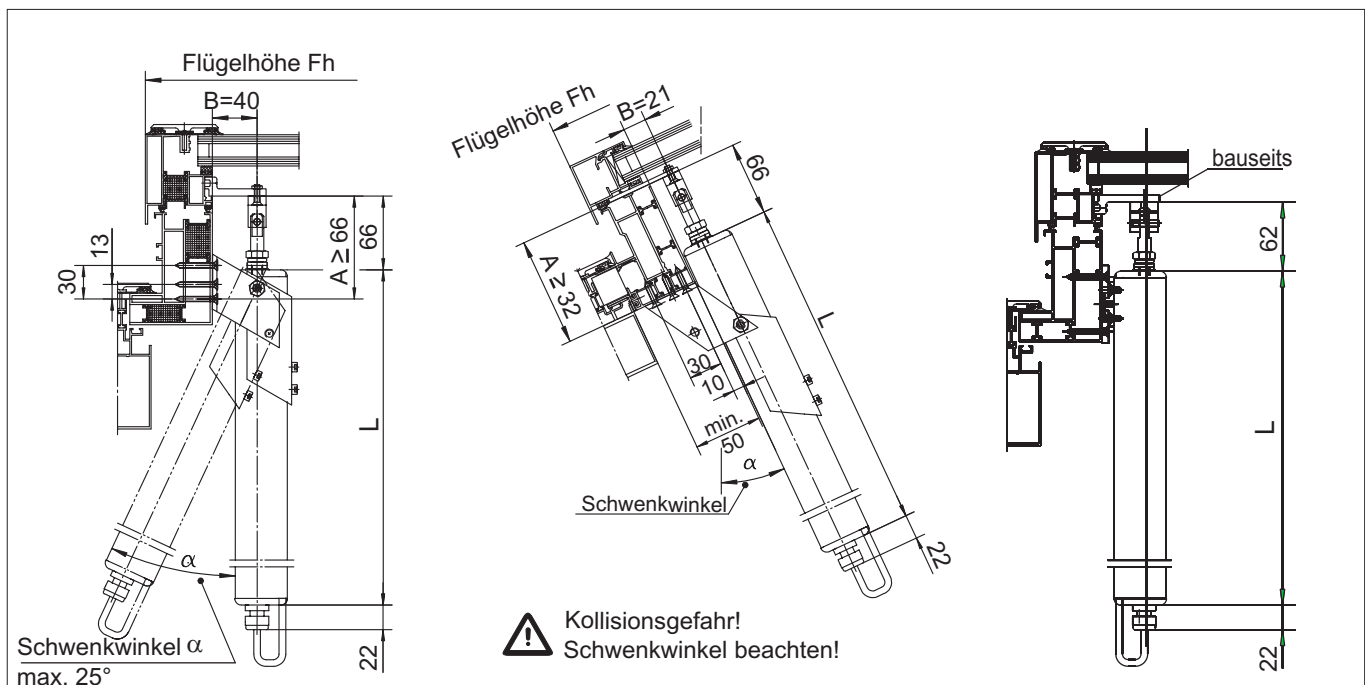 Flügelhöhe Fh
B=40
30
13
A ≥ 66
66
L
α
Schwenkwinkel α
max. 25°
22
Flügelhöhe Fh
B=21
66
A ≥ 32
L
30
10
min.
50
α
Schwenkwinkel
22
Kollisionsgefahr!
Schwenkwinkel beachten!
bauseits
62
L
22